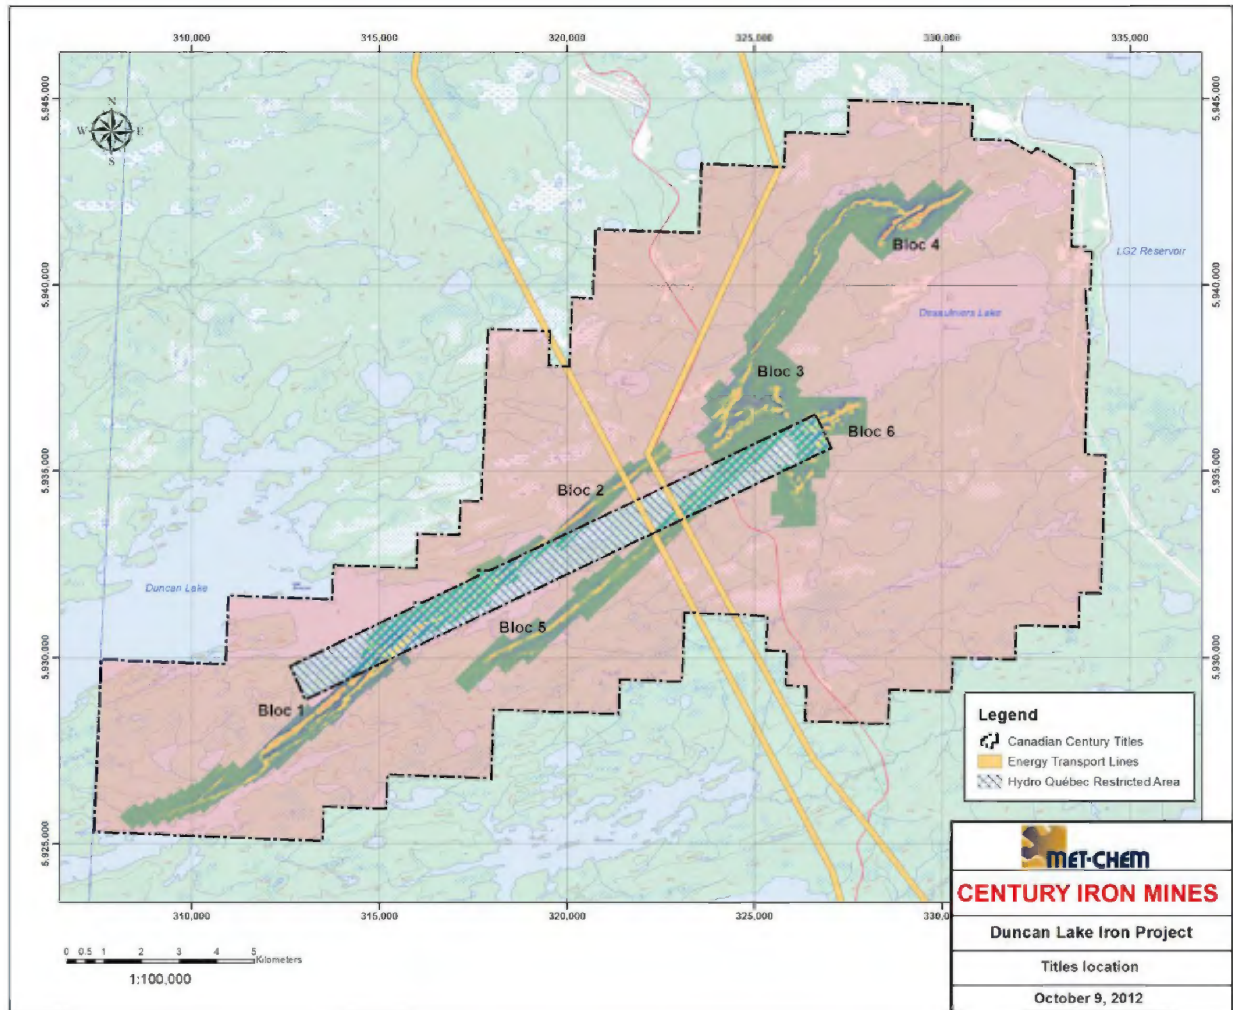 310,000 315,000 320,000 325,000 330,000 335,000
5,945,000 5,945,000
N
W E
S
Bloc 4
LG2 Reservoir
5,940,000 5,940,000
Desaulniers Lake
Bloc 3
Bloc 6
5,935,000 5,935,000
Bloc 2
Duncan Lake
Bloc 5
5,930,000 5,930,000
Bloc 1
Legend
Canadian Century Titles
Energy Transport Lines
Hydro Québec Restricted Area
5,925,000
310,000 315,000 320,000 325,000
0 0.5 1 2 3 4 5
Kilometers
1:100,000
MET-CHEM
CENTURY IRON MINES
Duncan Lake Iron Project
Titles location
October 9, 2012